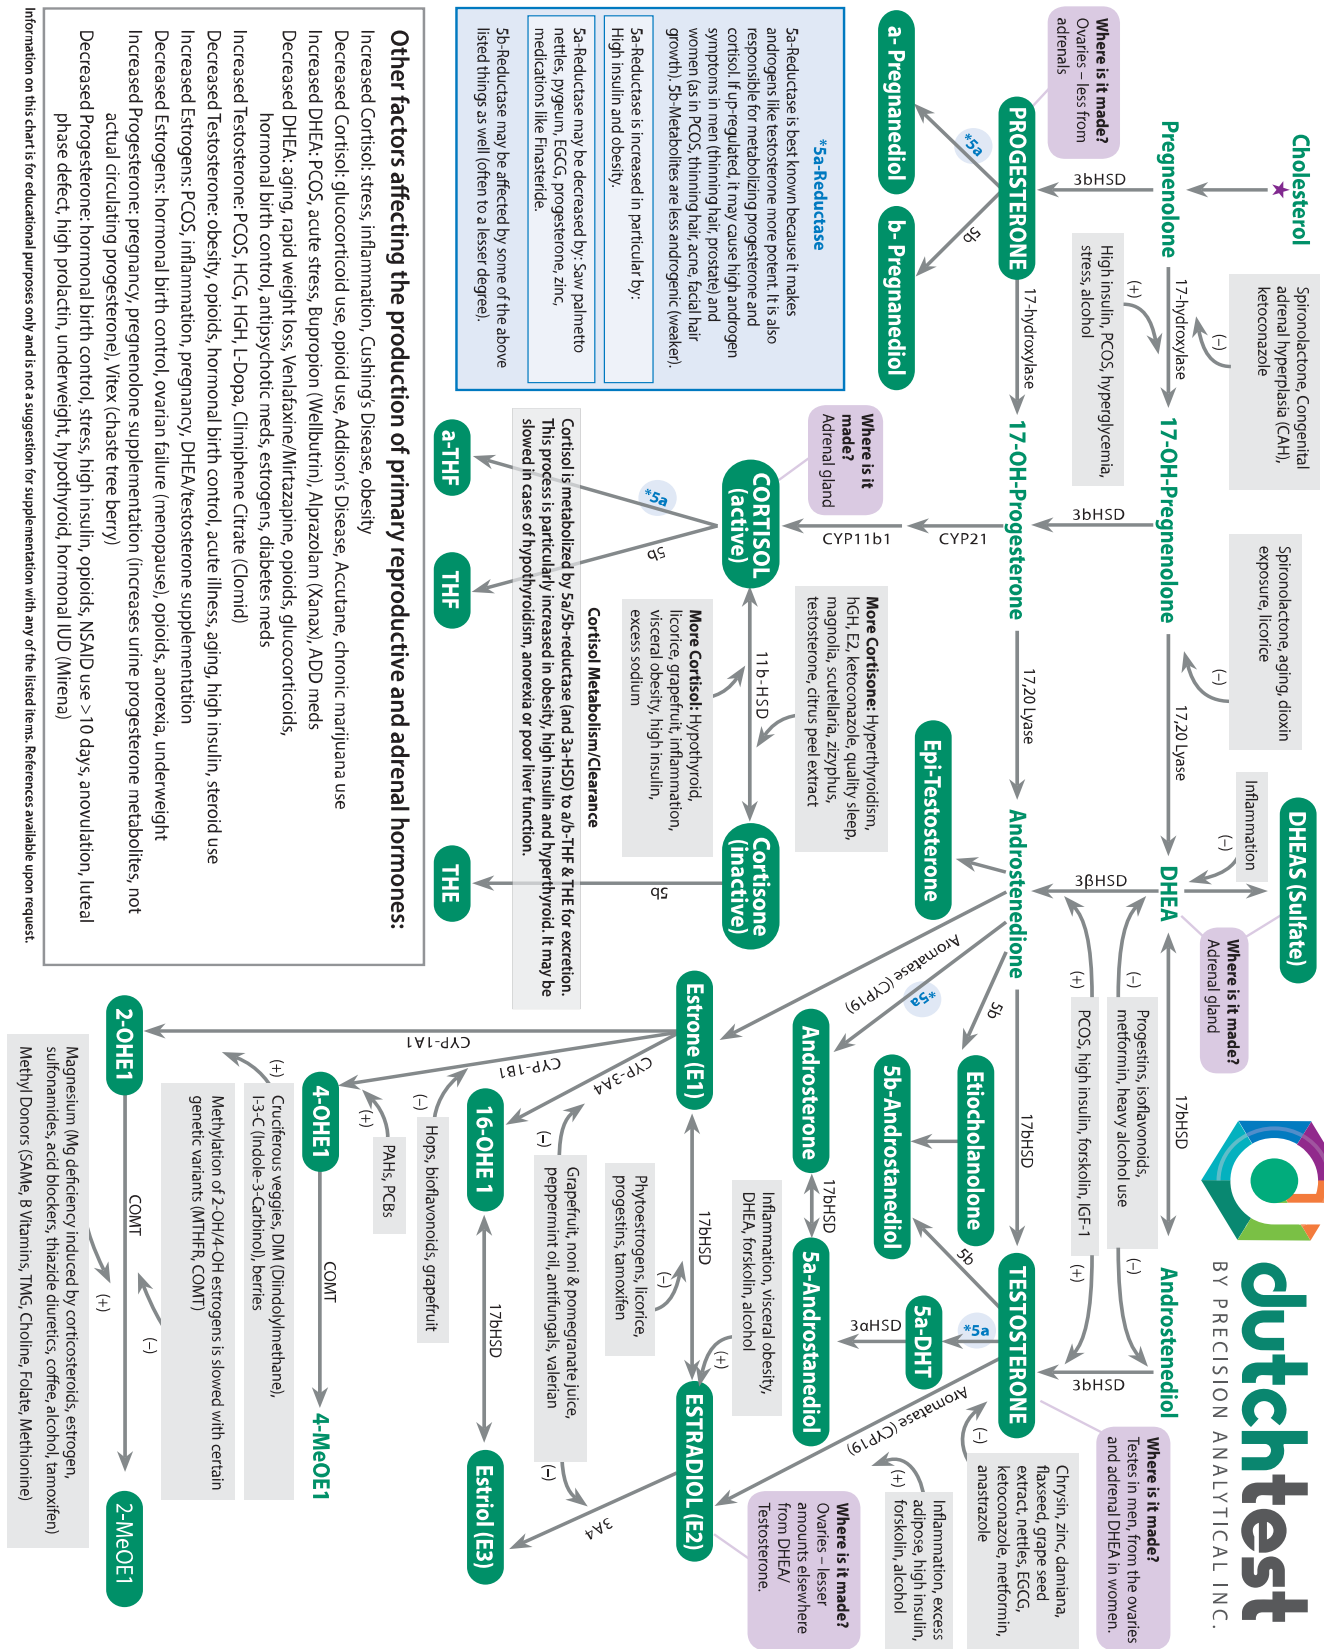 dutchtest
BY PRECISION ANALYTICAL INC.
Cholesterol
Spironolactone, Congenital
adrenal hyperplasia (CAH),
ketoconazole
(–)
Spironolactone, aging, dioxin
exposure, licorice
(–)
Inflammation
(–)
DHEAS (Sulfate)
Where is it made?
Adrenal gland
Pregnenolone
17-hydroxylase
17-OH-Pregnenolone
17,20 Lyase
DHEA
17bHSD
Androstenediol
(+)
High insulin, PCOS, hyperglycemia,
stress, alcohol
3bHSD
3bHSD
3βHSD
3bHSD
(–)
Progestins, isoflavonoids,
metformin, heavy alcohol use
(–)
(+)
PCOS, high insulin, forskolin, IGF-1
(+)
Where is it made?
Testes in men, from the ovaries
and adrenal DHEA in women.
Where is it made?
Ovaries – less from
adrenals
PROGESTERONE
17-hydroxylase
17-OH-Progesterone
17,20 Lyase
Androstenedione
17bHSD
TESTOSTERONE
*5a
5b
a- Pregnanediol
b- Pregnanediol
CYP21
CYP11b1
Epi-Testosterone
Aromatase (CYP19)
*5a
5b
Etiocholanolone
5b-Androstanediol
5b
*5a
5a-DHT
3αHSD
Androsterone
17bHSD
5a-Androstanediol
Aromatase (CYP19)
(–)
Chrysin, zinc, damiana,
flaxseed, grape seed
extract, nettles, EGCG,
ketoconazole, metformin,
anastrazole
(+)
Inflammation, excess
adipose, high insulin,
forskolin, alcohol
Where is it made?
Ovaries – lesser
amounts elsewhere
from DHEA/
Testosterone.
*5a-Reductase
5a-Reductase is best known because it makes
androgens like testosterone more potent. It is also
responsible for metabolizing progesterone and
cortisol. If up-regulated, it may cause high androgen
symptoms in men (thinning hair, prostate) and
women (as in PCOS, thinning hair, acne, facial hair
growth). 5b-Metabolites are less androgenic (weaker).
5a-Reductase is increased in particular by:
High insulin and obesity.
5a-Reductase may be decreased by: Saw palmetto
nettles, pygeum, EGCG, progesterone, zinc,
medications like Finasteride.
5b-Reductase may be affected by some of the above
listed things as well (often to a lesser degree).
Where is it
made?
Adrenal gland
CORTISOL
(active)
11b-HSD
Cortisone
(inactive)
More Cortisone: Hyperthyroidism,
hGH, E2, ketoconazole, quality sleep,
magnolia, scutellaria, zizyphus,
testosterone, citrus peel extract
More Cortisol: Hypothyroid,
licorice, grapefruit, inflammation,
visceral obesity, high insulin,
excess sodium
*5a
5b
5b
Cortisol Metabolism/Clearance
Cortisol is metabolized by 5a/5b-reductase (and 3a-HSD) to a/b-THF & THE for excretion.
This process is particularly increased in obesity, high insulin and hyperthyroid. It may be
slowed in cases of hypothyroidism, anorexia or poor liver function.
a-THF
THF
THE
Estrone (E1)
17bHSD
ESTRADIOL (E2)
Inflammation, visceral obesity,
DHEA, forskolin, alcohol
(+)
Phytoestrogens, licorice,
progestins, tamoxifen
(–)
CYP-1A1
CYP-1B1
CYP-3A4
3A4
(–)
Grapefruit, noni & pomegranate juice,
peppermint oil, antifungals, valerian
(–)
16-OHE 1
17bHSD
Estriol (E3)
(–)
Hops, bioflavonoids, grapefruit
(+)
PAHs, PCBs
4-OHE1
COMT
4-MeOE1
(+)
Cruciferous veggies, DIM (Diindolylmethane),
I-3-C (Indole-3-Carbinol), berries
Methylation of 2-OH/4-OH estrogens is slowed with certain
genetic variants (MTHFR, COMT)
(–)
2-OHE1
COMT
(+)
2-MeOE1
Magnesium (Mg deficiency induced by corticosteroids, estrogen,
sulfonamides, acid blockers, thiazide diuretics, coffee, alcohol, tamoxifen)
Methyl Donors (SAMe, B Vitamins, TMG, Choline, Folate, Methionine)
Other factors affecting the production of primary reproductive and adrenal hormones:
Increased Cortisol: stress, inflammation, Cushing's Disease, obesity
Decreased Cortisol: glucocorticoid use, opioid use, Addison's Disease, Accutane, chronic marijuana use
Increased DHEA: PCOS, acute stress, Bupropion (Wellbutrin), Alprazolam (Xanax), ADD meds
Decreased DHEA: aging, rapid weight loss, Venlafaxine/Mirtazapine, opioids, glucocorticoids,
hormonal birth control, antipsychotic meds, estrogens, diabetes meds
Increased Testosterone: PCOS, HCG, HGH, L-Dopa, Climiphene Citrate (Clomid)
Decreased Testosterone: obesity, opioids, hormonal birth control, acute illness, aging, high insulin, steroid use
Increased Estrogens: PCOS, inflammation, pregnancy, DHEA/testosterone supplementation
Decreased Estrogens: hormonal birth control, ovarian failure (menopause), opioids, anorexia, underweight
Increased Progesterone: pregnancy, pregnenolone supplementation (increases urine progesterone metabolites, not
actual circulating progesterone), Vitex (chaste tree berry)
Decreased Progesterone: hormonal birth control, stress, high insulin, opioids, NSAID use > 10 days, anovulation, luteal
phase defect, high prolactin, underweight, hypothyroid, hormonal IUD (Mirena)
Information on this chart is for educational purposes only and is not a suggestion for supplementation with any of the listed items. References available upon request.